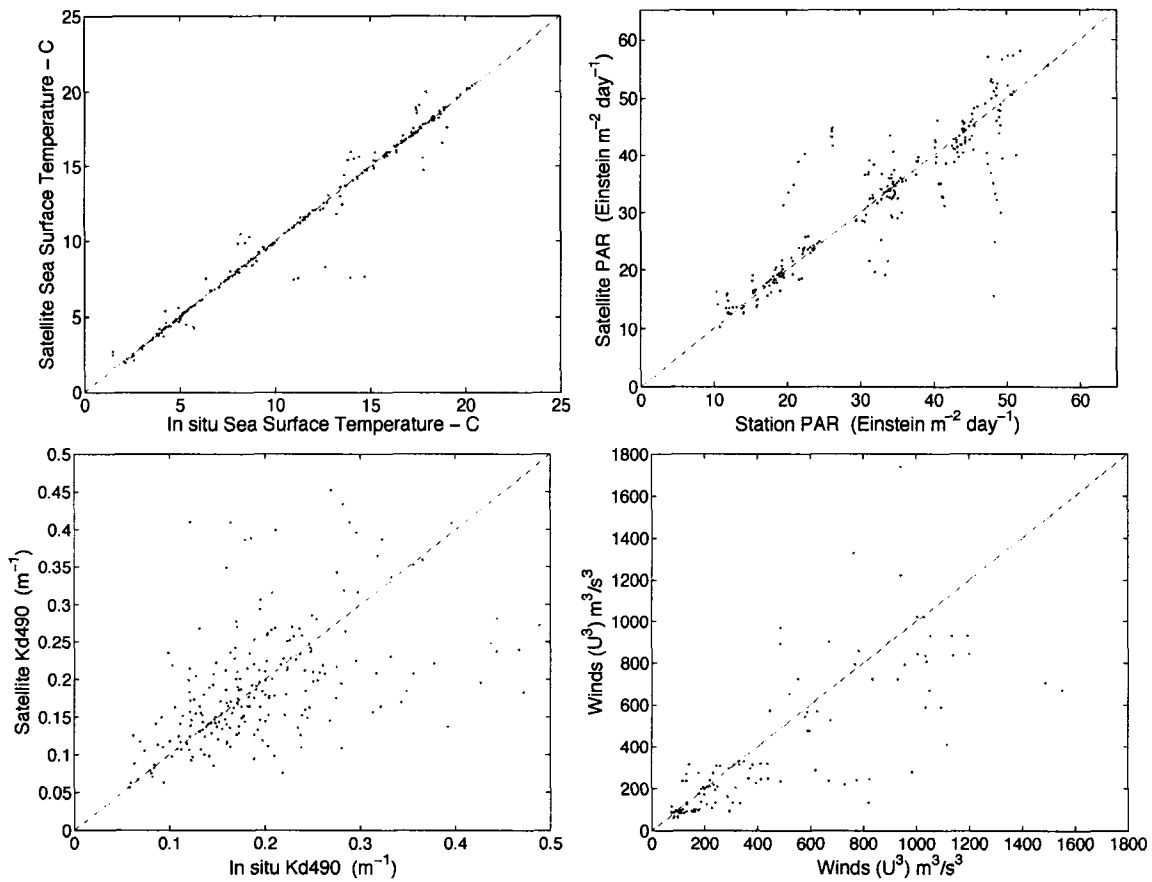 Satellite Sea Surface Temperature – C
25
20
15
10
5
0
0 5 10 15 20 25
In situ Sea Surface Temperature – C
Satellite PAR (Einstein m⁻² day⁻¹)
60
50
40
30
20
10
0
0 10 20 30 40 50 60
Station PAR (Einstein m⁻² day⁻¹)
Satellite Kd490 (m⁻¹)
0.5
0.45
0.4
0.35
0.3
0.25
0.2
0.15
0.1
0.05
0
0 0.1 0.2 0.3 0.4 0.5
In situ Kd490 (m⁻¹)
Winds (U³) m³/s³
1800
1600
1400
1200
1000
800
600
400
200
0
0 200 400 600 800 1000 1200 1400 1600 1800
Winds (U³) m³/s³